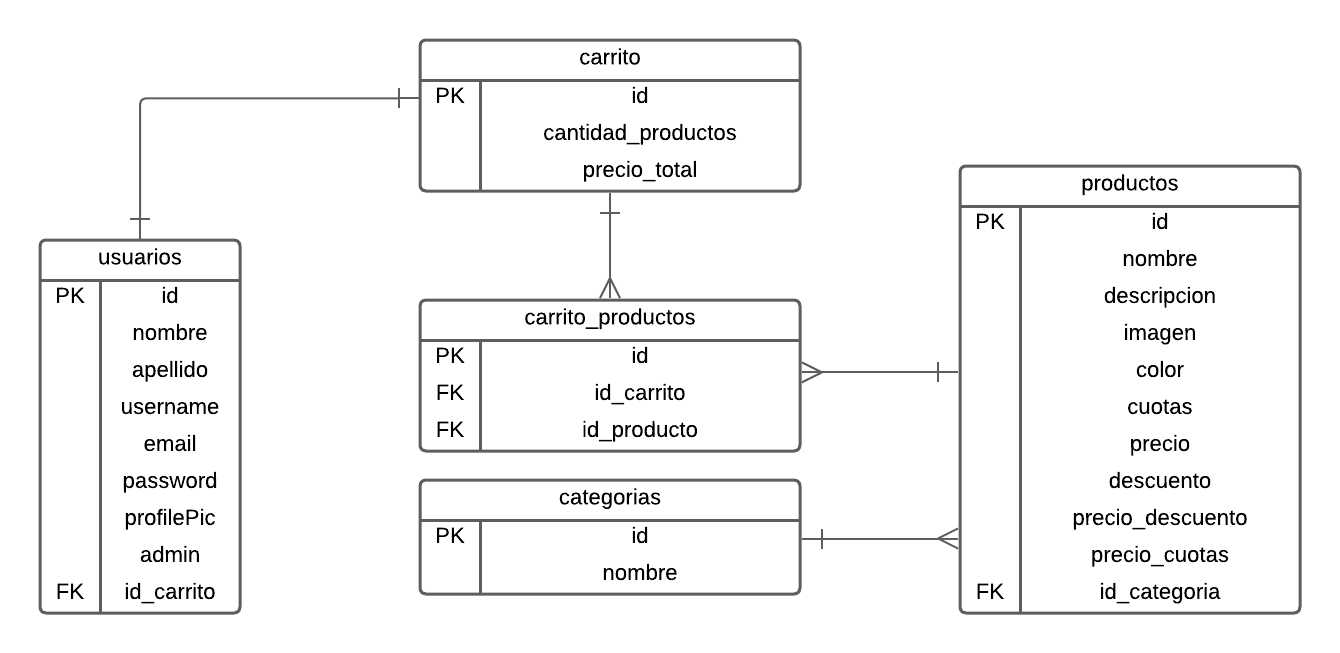 carrito
PK id
cantidad_productos
precio_total
usuarios
PK id
nombre
apellido
username
email
password
profilePic
admin
FK id_carrito
carrito_productos
PK id
FK id_carrito
FK id_producto
categorias
PK id
nombre
productos
PK id
nombre
descripcion
imagen
color
cuotas
precio
descuento
precio_descuento
precio_cuotas
FK id_categoria